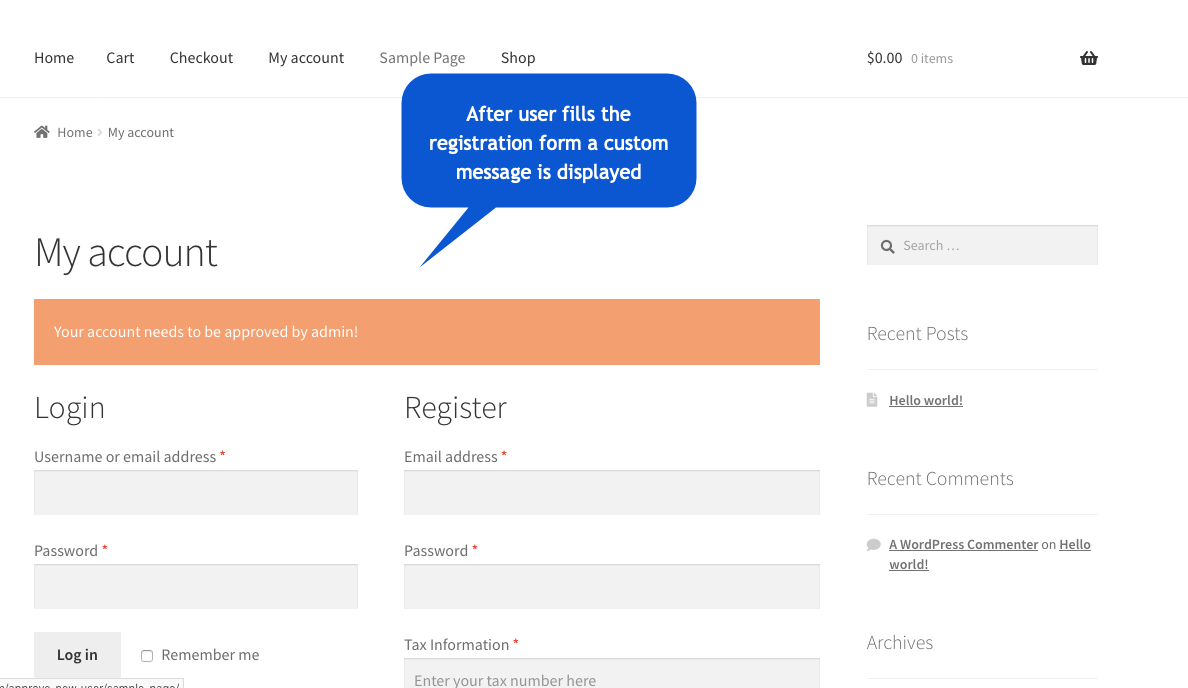 Home Cart Checkout My account Sample Page Shop $0.00 0 items
After user fills the
registration form a custom
message is displayed
Home My account
My account
Search …
Your account needs to be approved by admin!
Recent Posts
Hello world!
Login
Register
Username or email address *
Email address *
Recent Comments
A WordPress Commenter on Hello
world!
Password *
Password *
Tax Information *
Enter your tax number here
Log in Remember me
Archives
approve-new-user/sample-page/